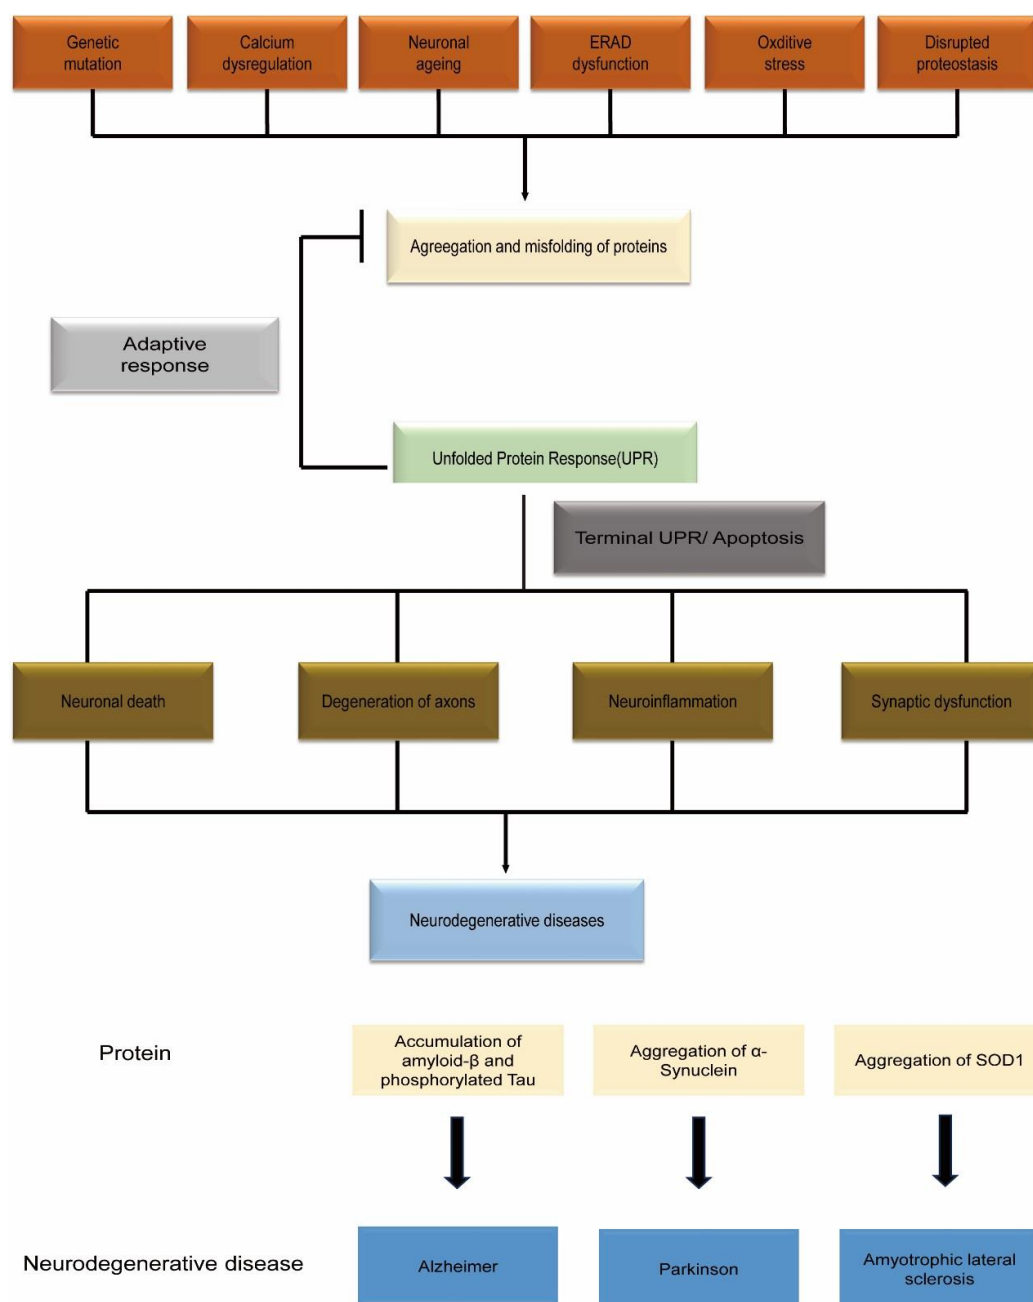 Genetic
mutation
Calcium
dysregulation
Neuronal
ageing
ERAD
dysfunction
Oxditive
stress
Disrupted
proteostasis
Agreegation and misfolding of proteins
Adaptive
response
Unfolded Protein Response(UPR)
Terminal UPR/ Apoptosis
Neuronal death
Degeneration of axons
Neuroinflammation
Synaptic dysfunction
Neurodegenerative diseases
Protein
Accumulation of
amyloid-β and
phosphorylated Tau
Aggregation of α-
Synuclein
Aggregation of SOD1
Neurodegenerative disease
Alzheimer
Parkinson
Amyotrophic lateral
sclerosis